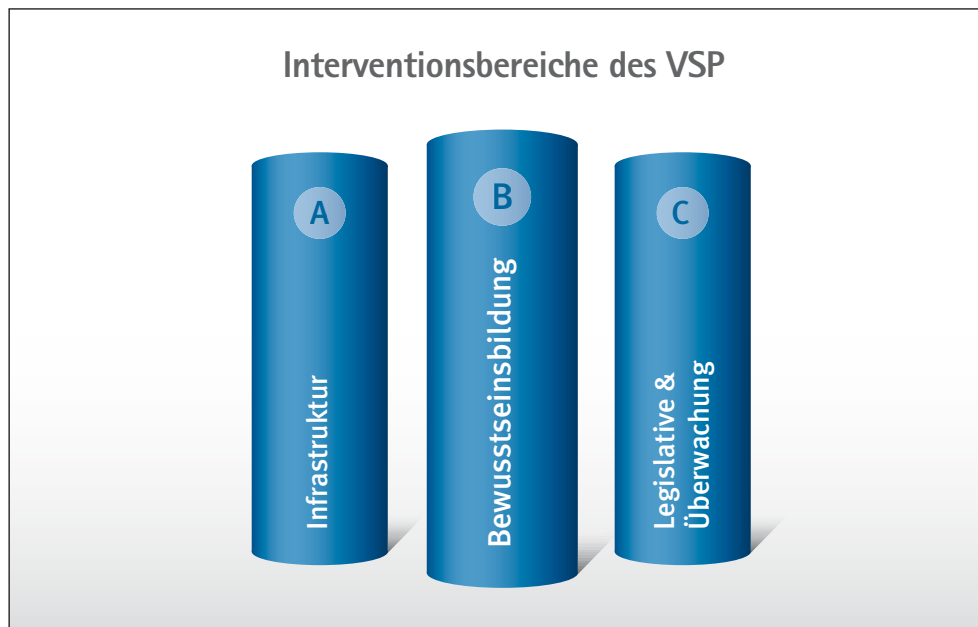 Interventionsbereiche des VSP
A
Infrastruktur
B
Bewusstseinsbildung
C
Legislative &
Überwachung